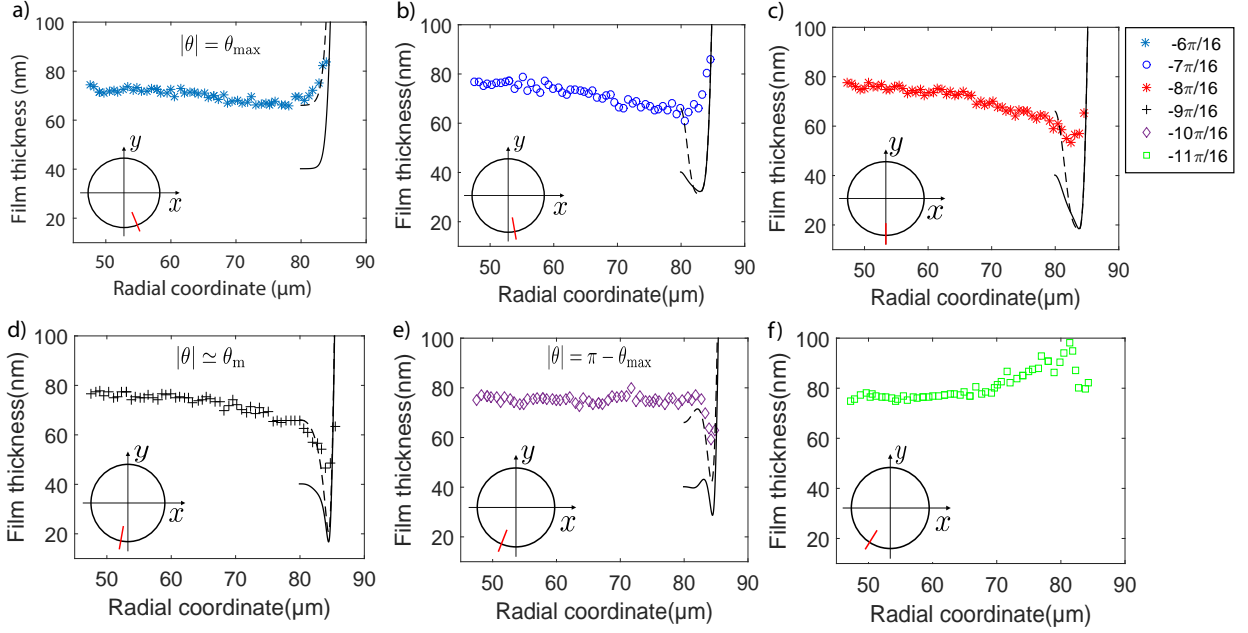 a)
|θ| = θmax
Film thickness (nm)
100
80
60
40
20
y
x
50 60 70 80 90
Radial coordinate (μm)
b)
Film thickness(nm)
100
80
60
40
20
y
x
50 60 70 80 90
Radial coordinate(μm)
c)
Film thickness(nm)
100
80
60
40
20
y
x
50 60 70 80 90
Radial coordinate(μm)
-6π/16
-7π/16
-8π/16
-9π/16
-10π/16
-11π/16
d)
|θ| ≃ θm
Film thickness(nm)
100
80
60
40
20
y
x
50 60 70 80 90
Radial coordinate(μm)
e)
|θ| = π − θmax
Film thickness(nm)
100
80
60
40
20
y
x
50 60 70 80 90
Radial coordinate(μm)
f)
Film thickness(nm)
100
80
60
40
20
y
x
50 60 70 80 90
Radial coordinate(μm)